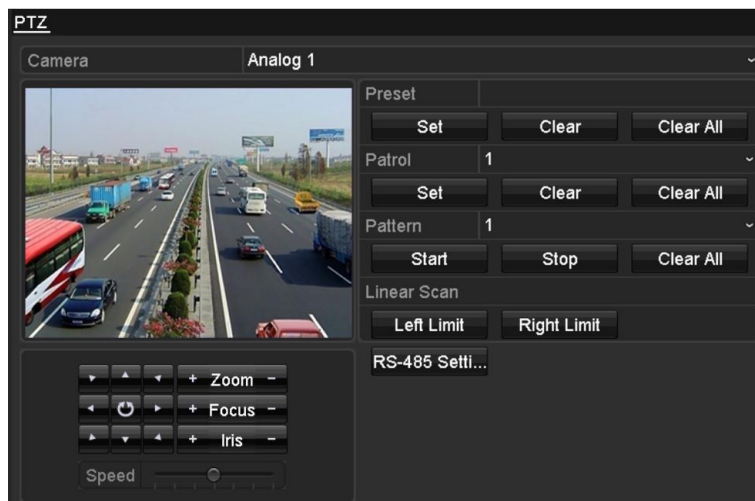 PTZ
Camera Analog 1
Preset
Set Clear Clear All
Patrol 1
Set Clear Clear All
Pattern 1
Start Stop Clear All
Linear Scan
Left Limit Right Limit
RS-485 Setti...
+ Zoom -
+ Focus -
+ Iris -
Speed